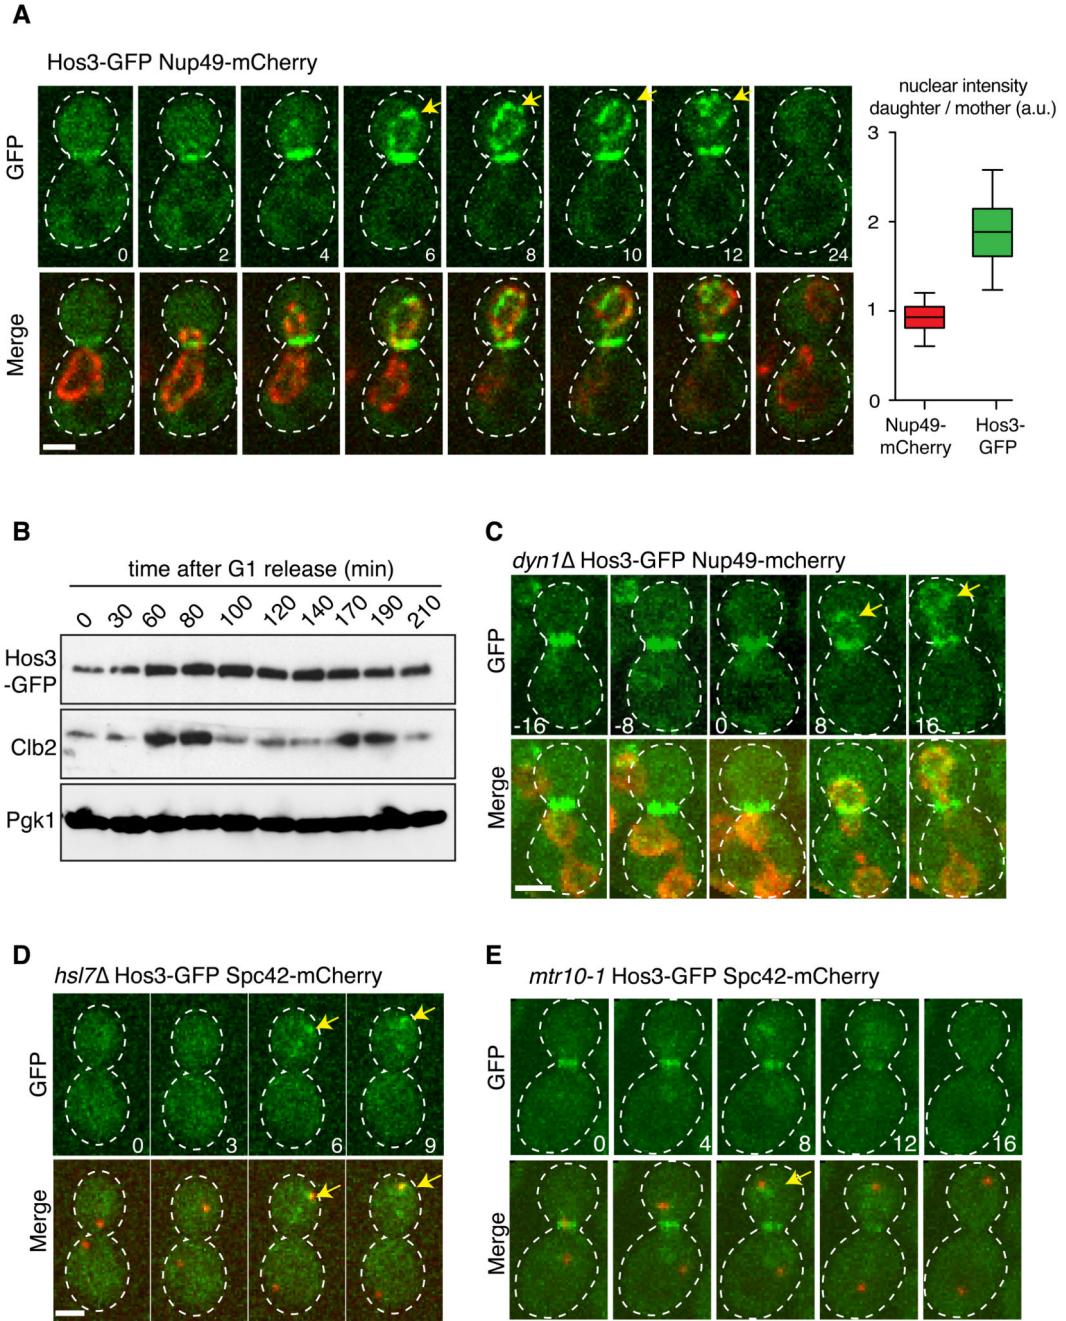 A
Hos3-GFP Nup49-mCherry
GFP
0 2 4 6 8 10 12 24
Merge
nuclear intensity
daughter / mother (a.u.)
3
2
1
0
Nup49-
mCherry
Hos3-
GFP
B
time after G1 release (min)
0 30 60 80 100 120 140 170 190 210
Hos3
-GFP
Clb2
Pgk1
C
dyn1Δ Hos3-GFP Nup49-mcherry
GFP
-16 -8 0 8 16
Merge
D
hsl7Δ Hos3-GFP Spc42-mCherry
GFP
0 3 6 9
Merge
E
mtr10-1 Hos3-GFP Spc42-mCherry
GFP
0 4 8 12 16
Merge